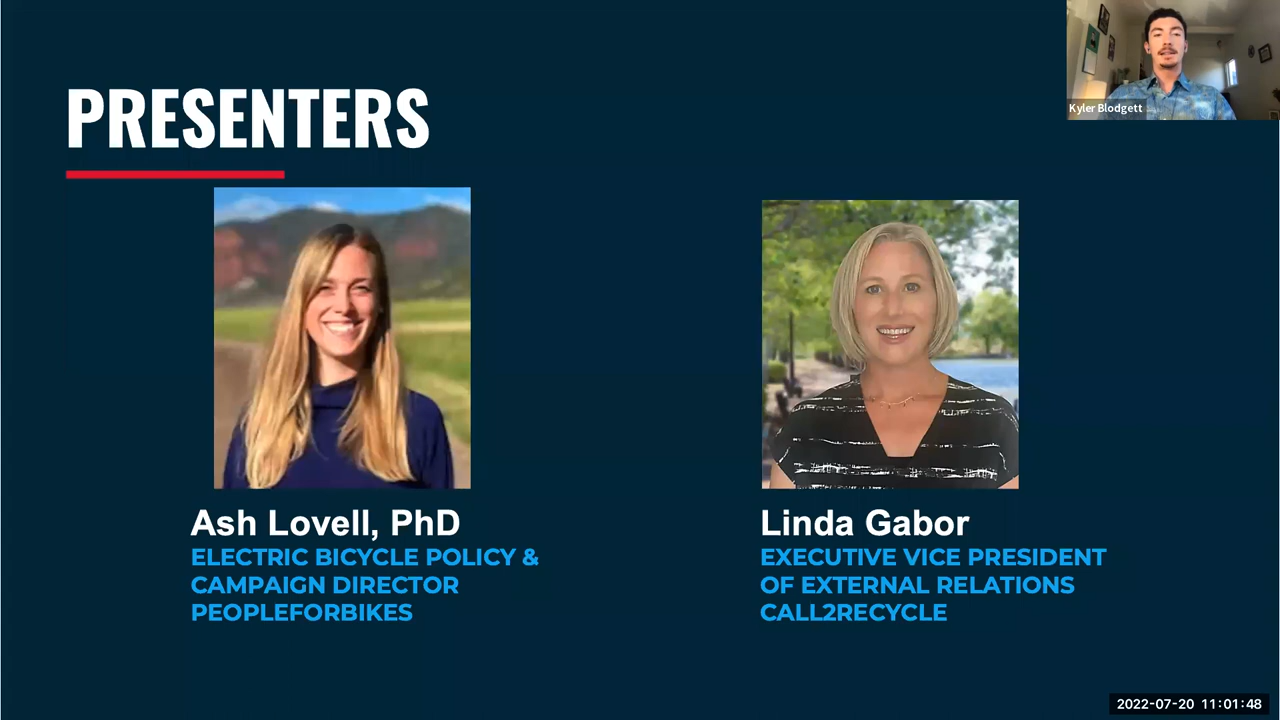 PRESENTERS
Kyler Blodgett
Ash Lovell, PhD
ELECTRIC BICYCLE POLICY &
CAMPAIGN DIRECTOR
PEOPLEFORBIKES
Linda Gabor
EXECUTIVE VICE PRESIDENT
OF EXTERNAL RELATIONS
CALL2RECYCLE
2022-07-20 11:01:48